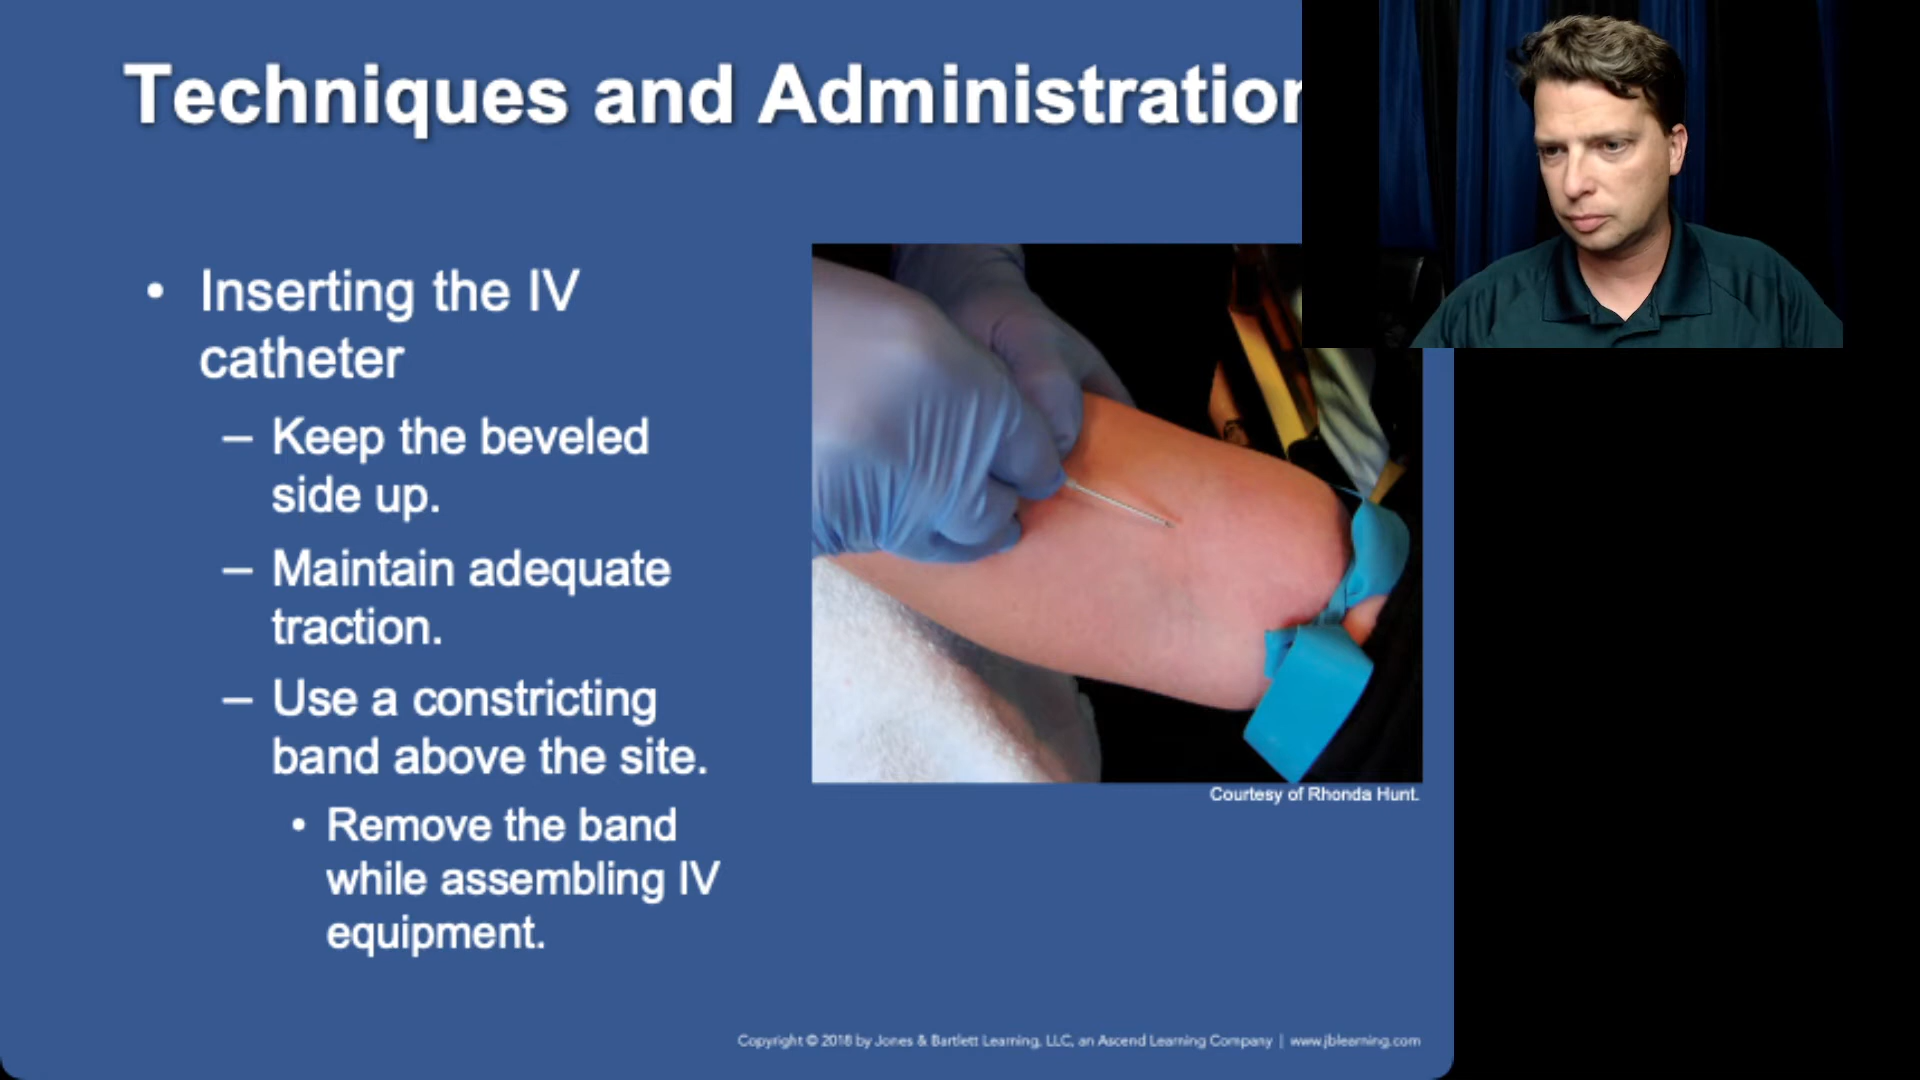 Techniques and Administration
• Inserting the IV
catheter
– Keep the beveled
side up.
– Maintain adequate
traction.
– Use a constricting
band above the site.
• Remove the band
while assembling IV
equipment.
Courtesy of Rhonda Hunt.
Copyright © 2018 by Jones & Bartlett Learning, LLC, an Ascend Learning Company | www.jblearning.com